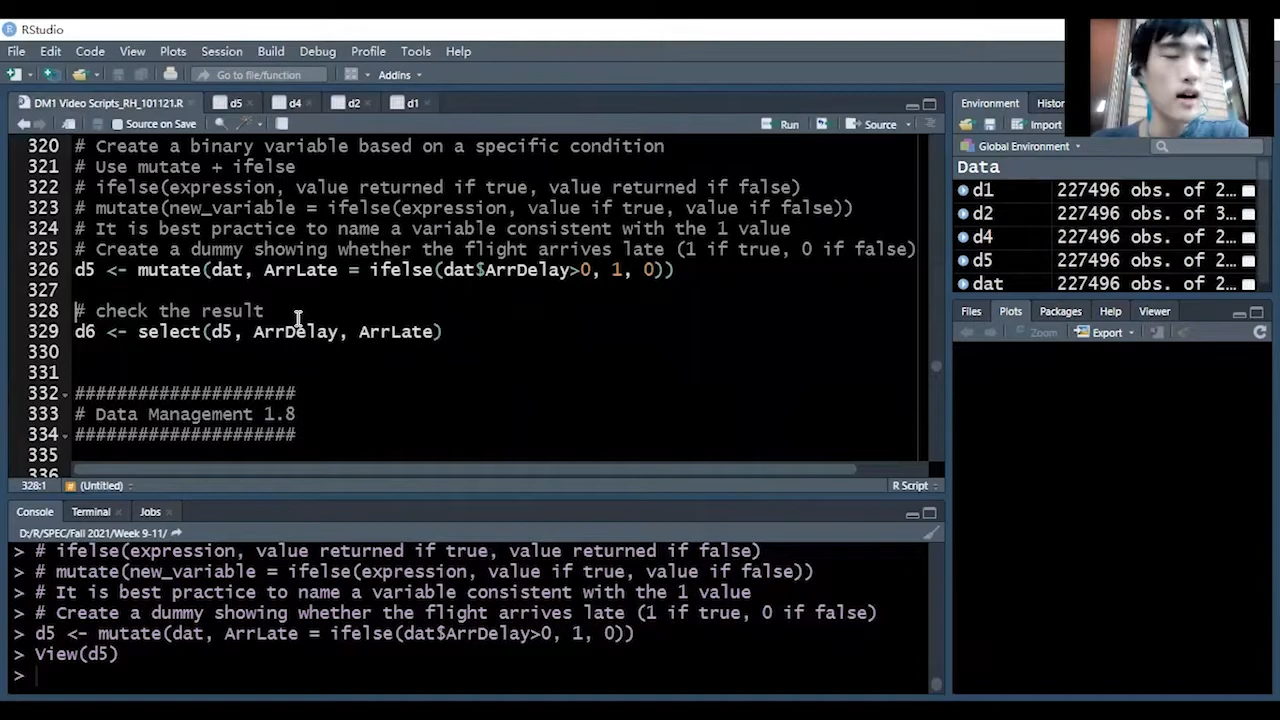 RStudio
File Edit Code View Plots Session Build Debug Profile Tools Help
Go to file/function Addins
DM1 Video Scripts_RH_101121.R d5 d4 d2 d1
Source on Save Run Source
320 # Create a binary variable based on a specific condition
321 # Use mutate + ifelse
322 # ifelse(expression, value returned if true, value returned if false)
323 # mutate(new_variable = ifelse(expression, value if true, value if false))
324 # It is best practice to name a variable consistent with the 1 value
325 # Create a dummy showing whether the flight arrives late (1 if true, 0 if false)
326 d5 <- mutate(dat, ArrLate = ifelse(dat$ArrDelay>0, 1, 0))
327
328 # check the result
329 d6 <- select(d5, ArrDelay, ArrLate)
330
331
332 #####################
333 # Data Management 1.8
334 #####################
335
336
328:1 (Untitled) R Script
Console Terminal Jobs
D:/R/SPEC/Fall 2021/Week 9-11/
> # ifelse(expression, value returned if true, value returned if false)
> # mutate(new_variable = ifelse(expression, value if true, value if false))
> # It is best practice to name a variable consistent with the 1 value
> # Create a dummy showing whether the flight arrives late (1 if true, 0 if false)
> d5 <- mutate(dat, ArrLate = ifelse(dat$ArrDelay>0, 1, 0))
> View(d5)
>
Environment Histor
Import
Global Environment
Data
d1 227496 obs. of 2...
d2 227496 obs. of 3...
d4 227496 obs. of 2...
d5 227496 obs. of 2...
dat 227496 obs. of 2...
Files Plots Packages Help Viewer
Zoom Export